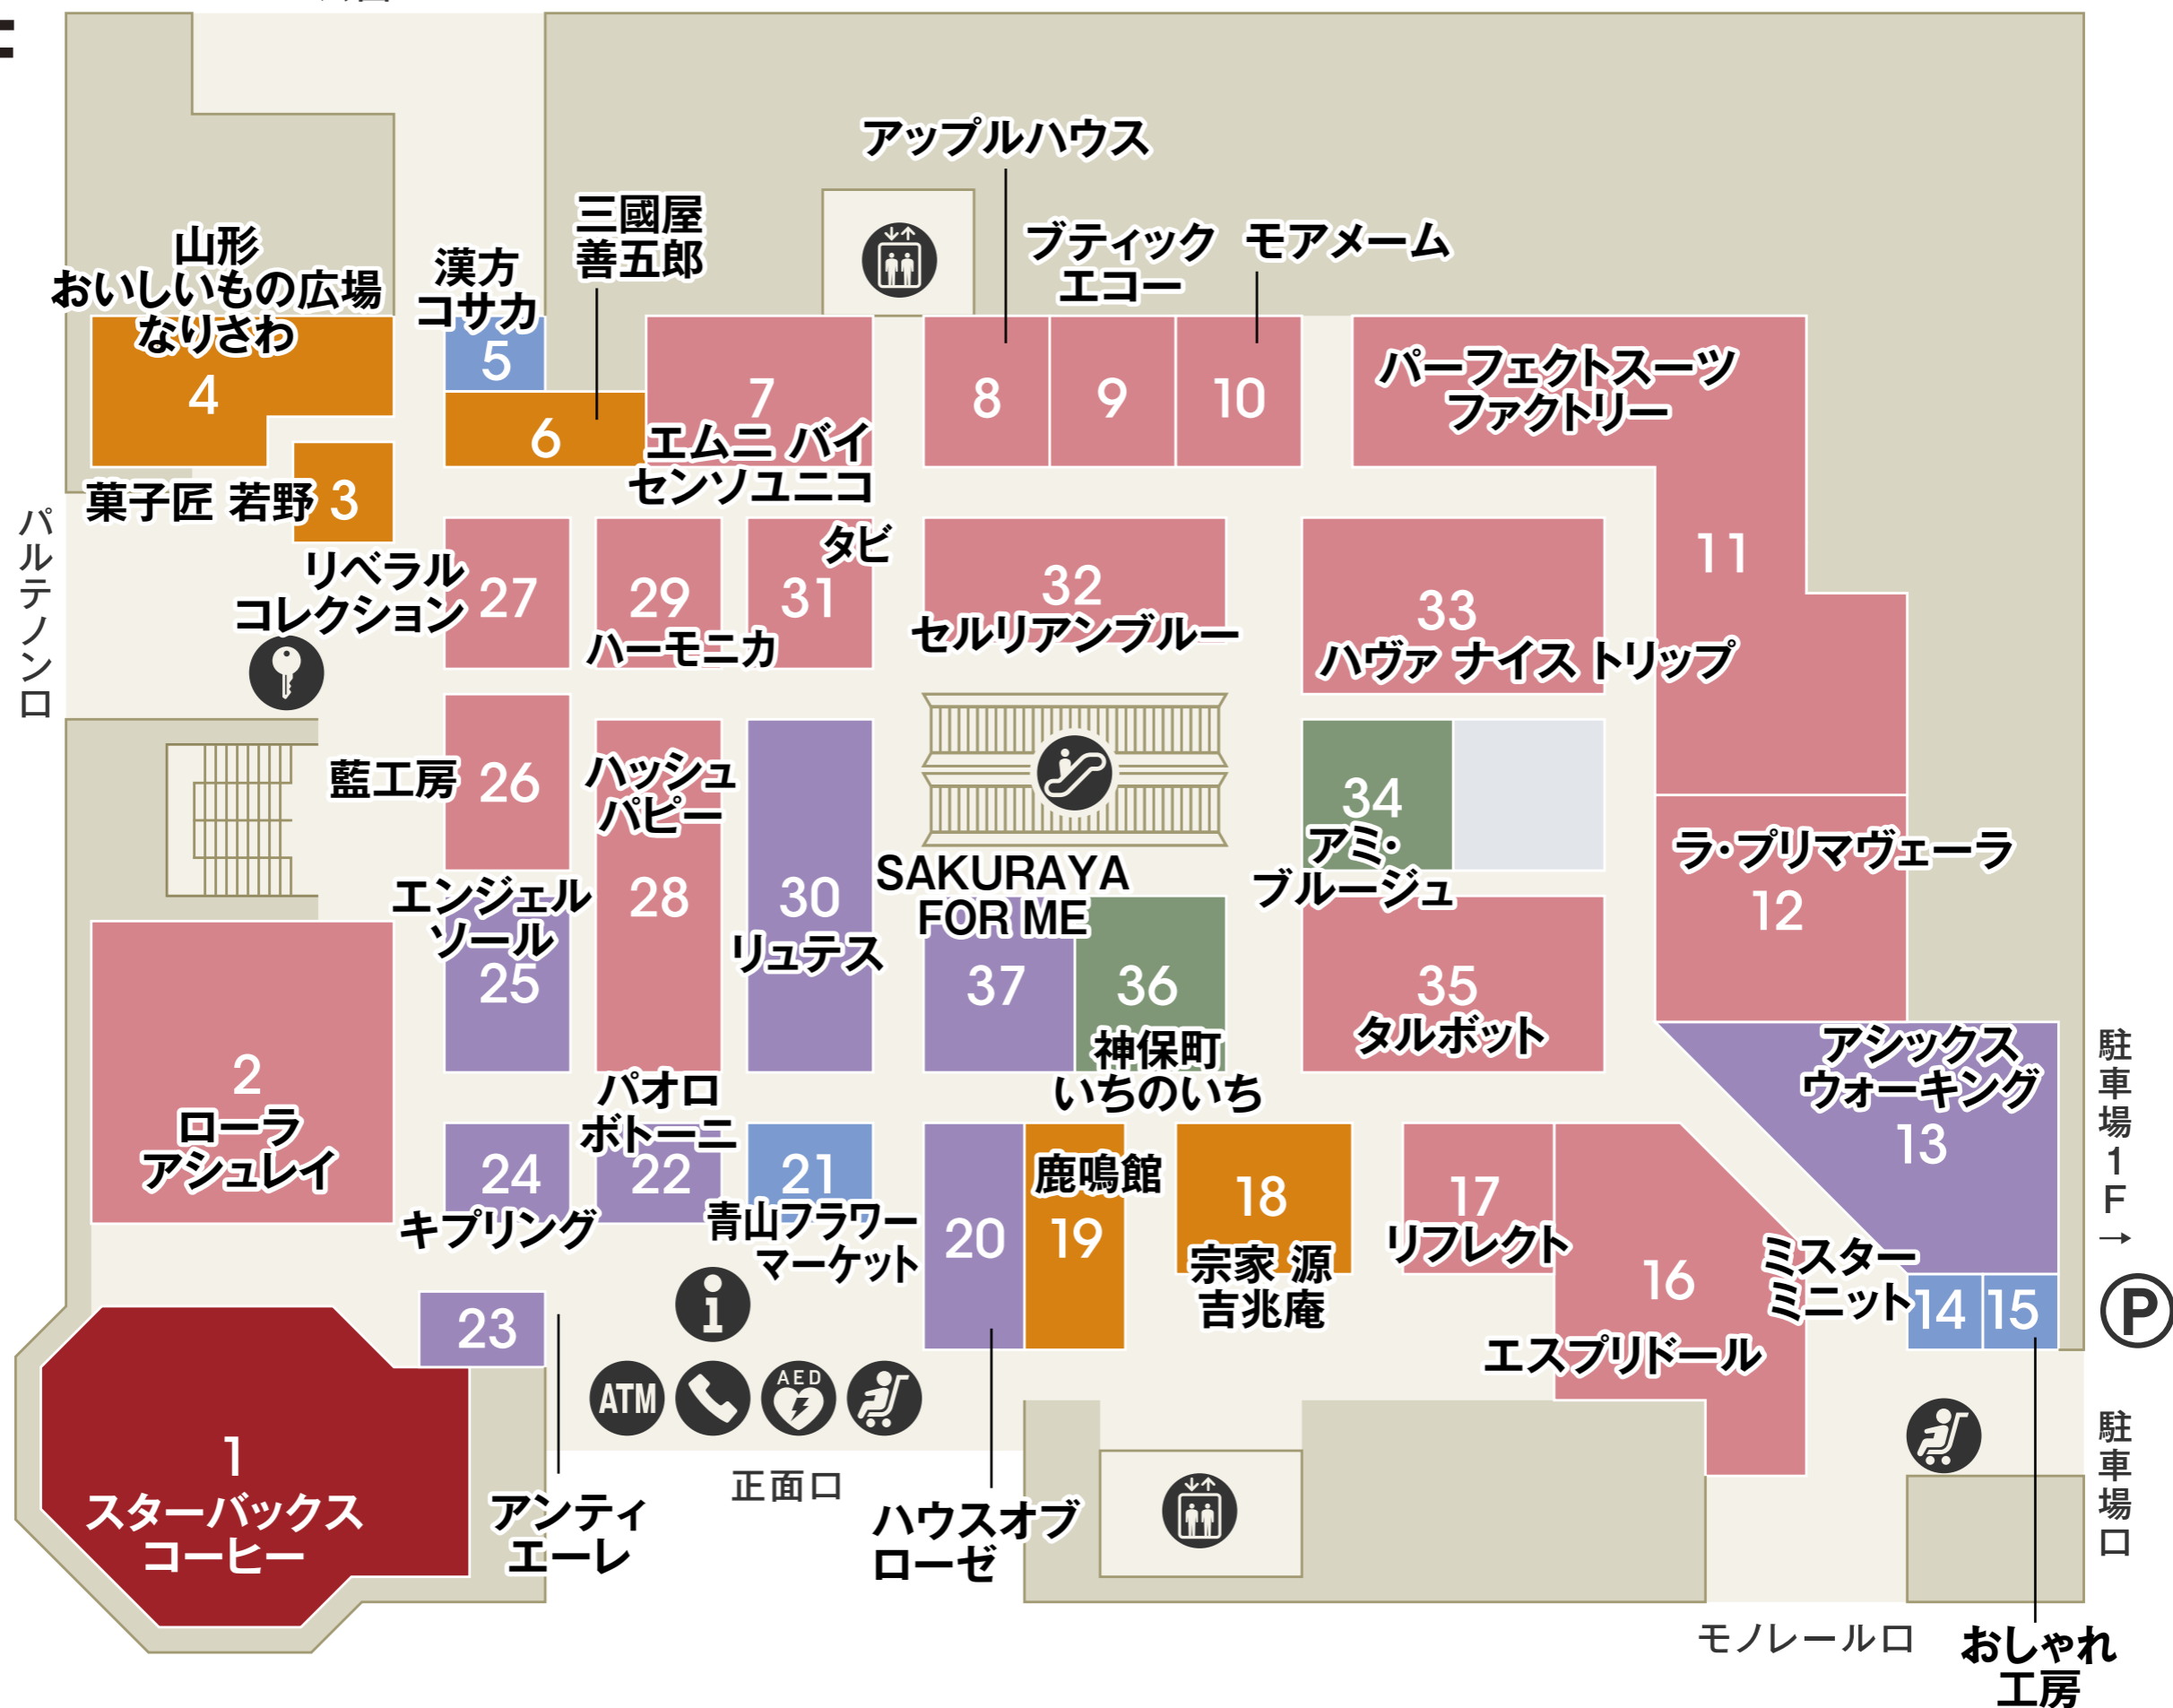 アップルハウス
三國屋
善五郎
ブティック
エコー
モアメーム
山形
おいしいもの広場
なりさわ
4
漢方
コサカ
5
6
7
エムニ バイ
センソユニコ
8
9
10
パーフェクトスーツ
ファクトリー
11
菓子匠 若野
3
パルテノン口
リベラル
コレクション
27
29
ハーモニカ
タビ
31
32
セルリアンブルー
33
ハヴァ ナイス トリップ
藍工房
26
ハッシュ
パピー
28
30
リュテス
34
アミ・
ブルージュ
ラ・プリマヴェーラ
12
エンジェル
ソール
25
SAKURAYA
FOR ME
37
36
神保町
いちのいち
35
タルボット
アシックス
ウォーキング
13
駐車場1F→
P
2
ローラ
アシュレイ
24
キプリング
パオロ
ボトーニ
22
21
青山フラワー
マーケット
20
鹿鳴館
19
18
宗家 源
吉兆庵
17
リフレクト
16
エスプリドール
ミスター
ミニット
14
15
23
i
ATM
AED
1
スターバックス
コーヒー
アンティ
エーレ
正面口
ハウスオブ
ローゼ
駐車場口
モノレール口
おしゃれ
工房